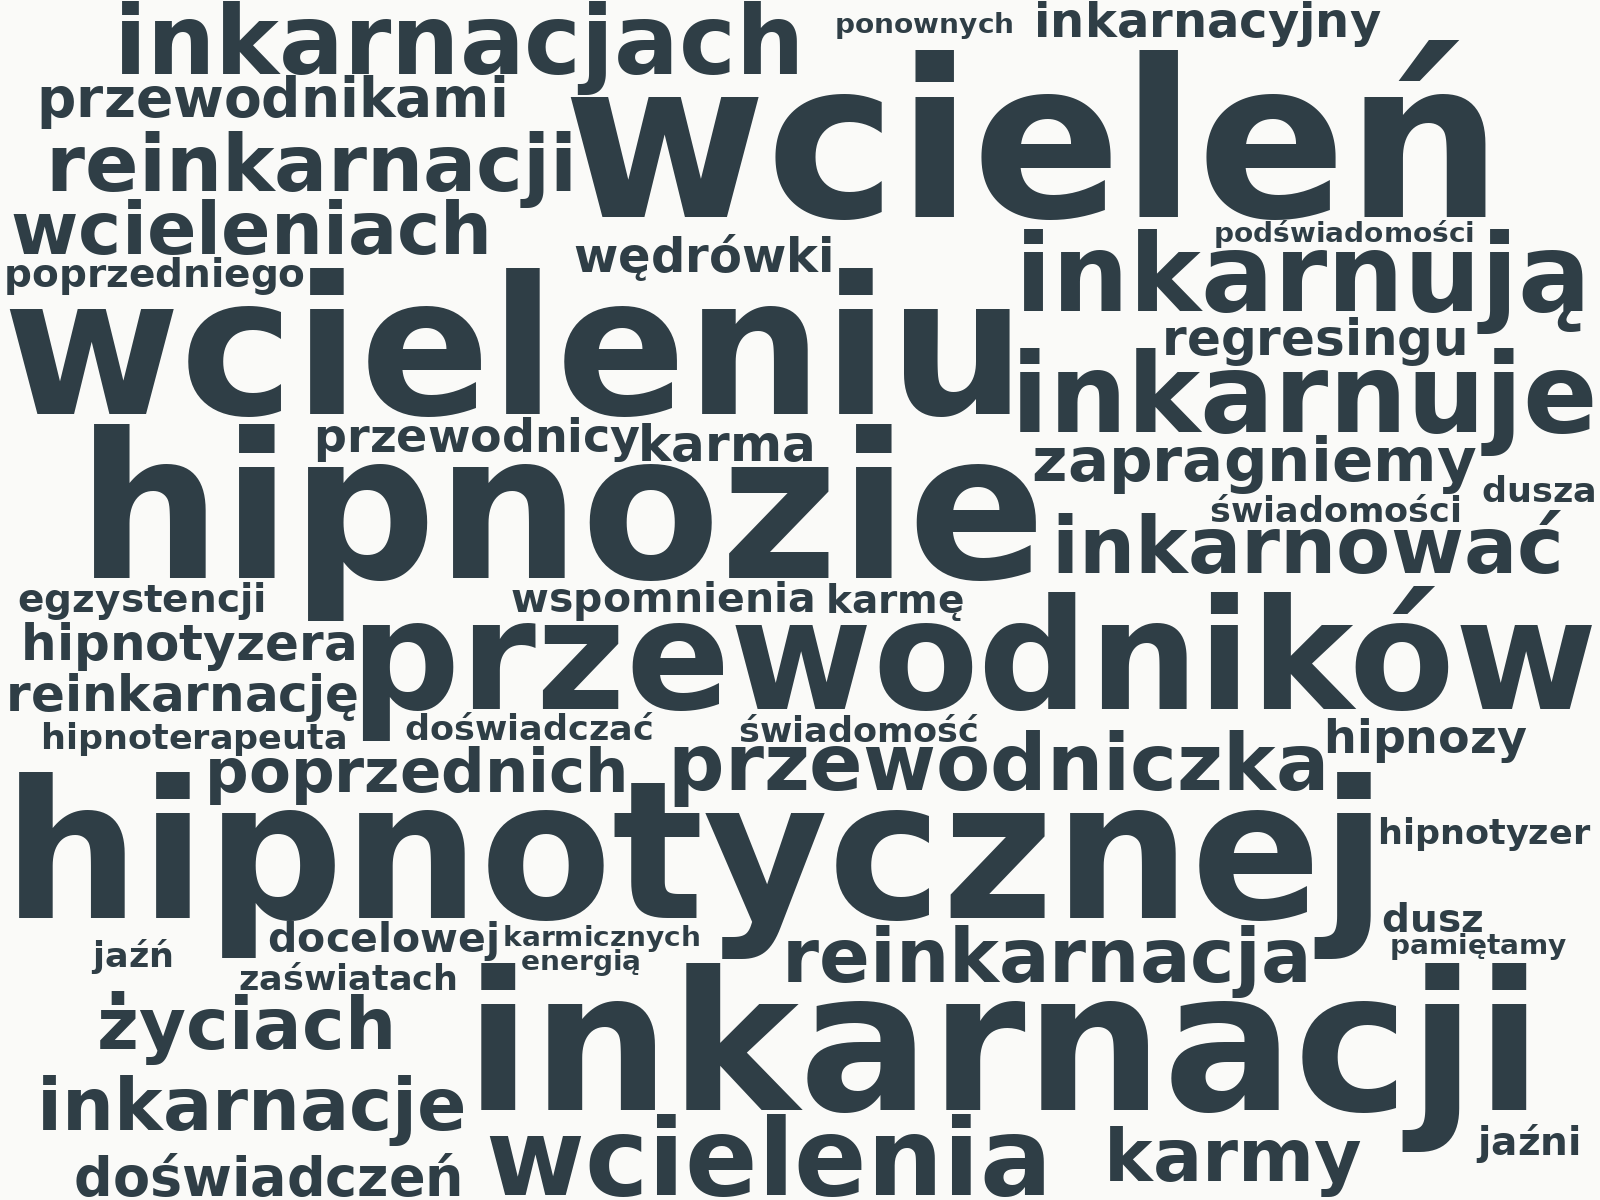 inkarnacjach ponownych inkarnacyjny
przewodnikami wcieleń
reinkarnacji
wcieleniach wędrówki podświadomości
poprzedniego inkarnują
wcieleniu regresingu
inkarnuje
przewodnicy karma zapragniemy
hipnozie dusza
świadomości
inkarnować
egzystencji wspomnienia karmę
hipnotyzera przewodników
reinkarnację
hipnoterapeuta doświadczać świadomość hipnozy
poprzednich przewodniczka
hipnotycznej hipnotyzer
dusz
jaźń docelowej karmicznych reinkarnacja pamiętamy
zaświatach energią
życiach inkarnacji
inkarnacje
doświadczeń wcielenia karmy jaźni